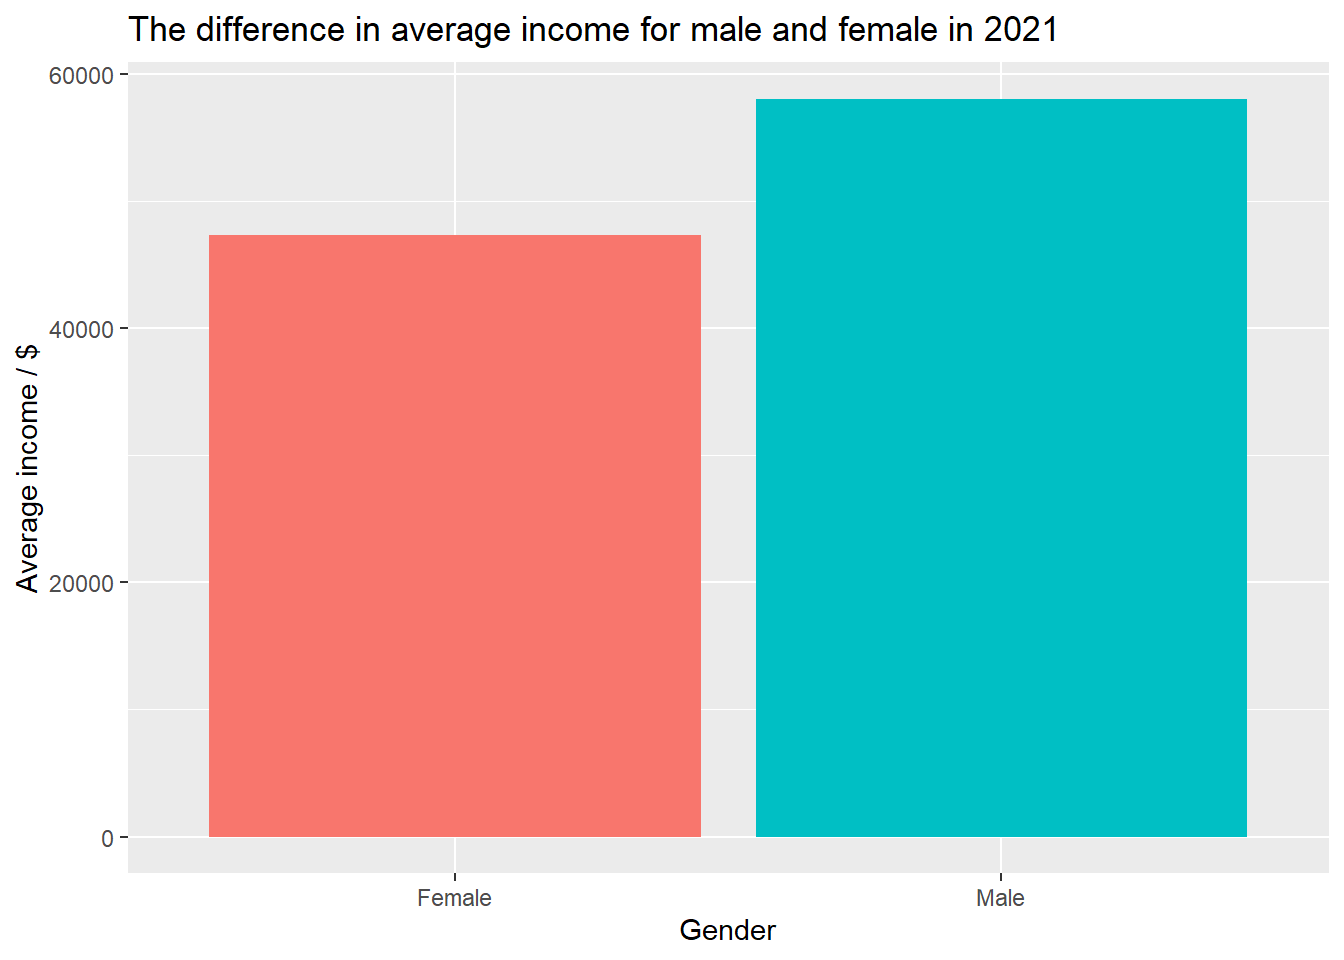 The difference in average income for male and female in 2021
60000
40000
20000
0
Average income / $
Female
Male
Gender